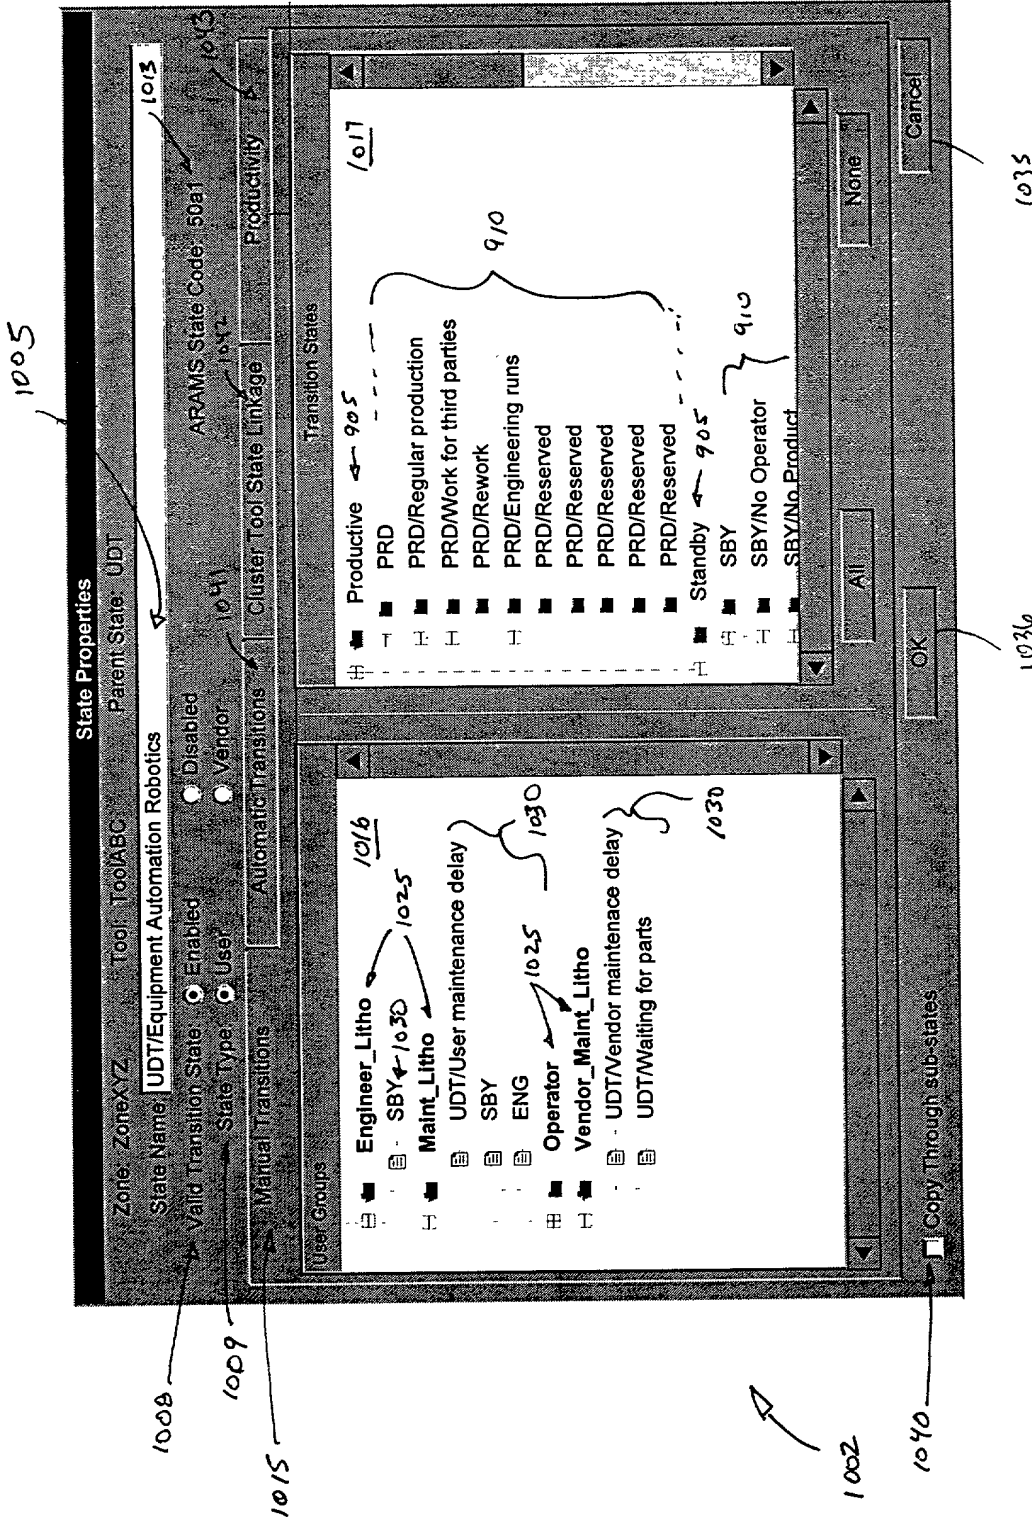 1005
State Properties
Zone: ZoneXYZ Tool: ToolABC Parent State: UDT
State Name: UDT/Equipment Automation Robotics
1013
1008
Valid Transition State Enabled Disabled
ARAMS State Code: 50a1
1009
State Type User Vendor
1041
1042
1043
1015
Manual Transitions Automatic Transitions Cluster Tool State Linkage Productivity
User Groups
1016
Engineer_Litho
1025
SBY
1030
Maint_Litho
UDT/User maintenance delay
1030
SBY
ENG
1025
Operator
Vendor_Maint_Litho
UDT/Vendor maintenace delay
1030
UDT/Waiting for parts
Transition States
1017
Productive
905
PRD
910
PRD/Regular production
PRD/Work for third parties
PRD/Rework
PRD/Engineering runs
PRD/Reserved
PRD/Reserved
PRD/Reserved
PRD/Reserved
PRD/Reserved
Standby
905
SBY
910
SBY/No Operator
SBY/No Product
All None
1040
Copy Through sub-states
OK Cancel
1002
1036
1035